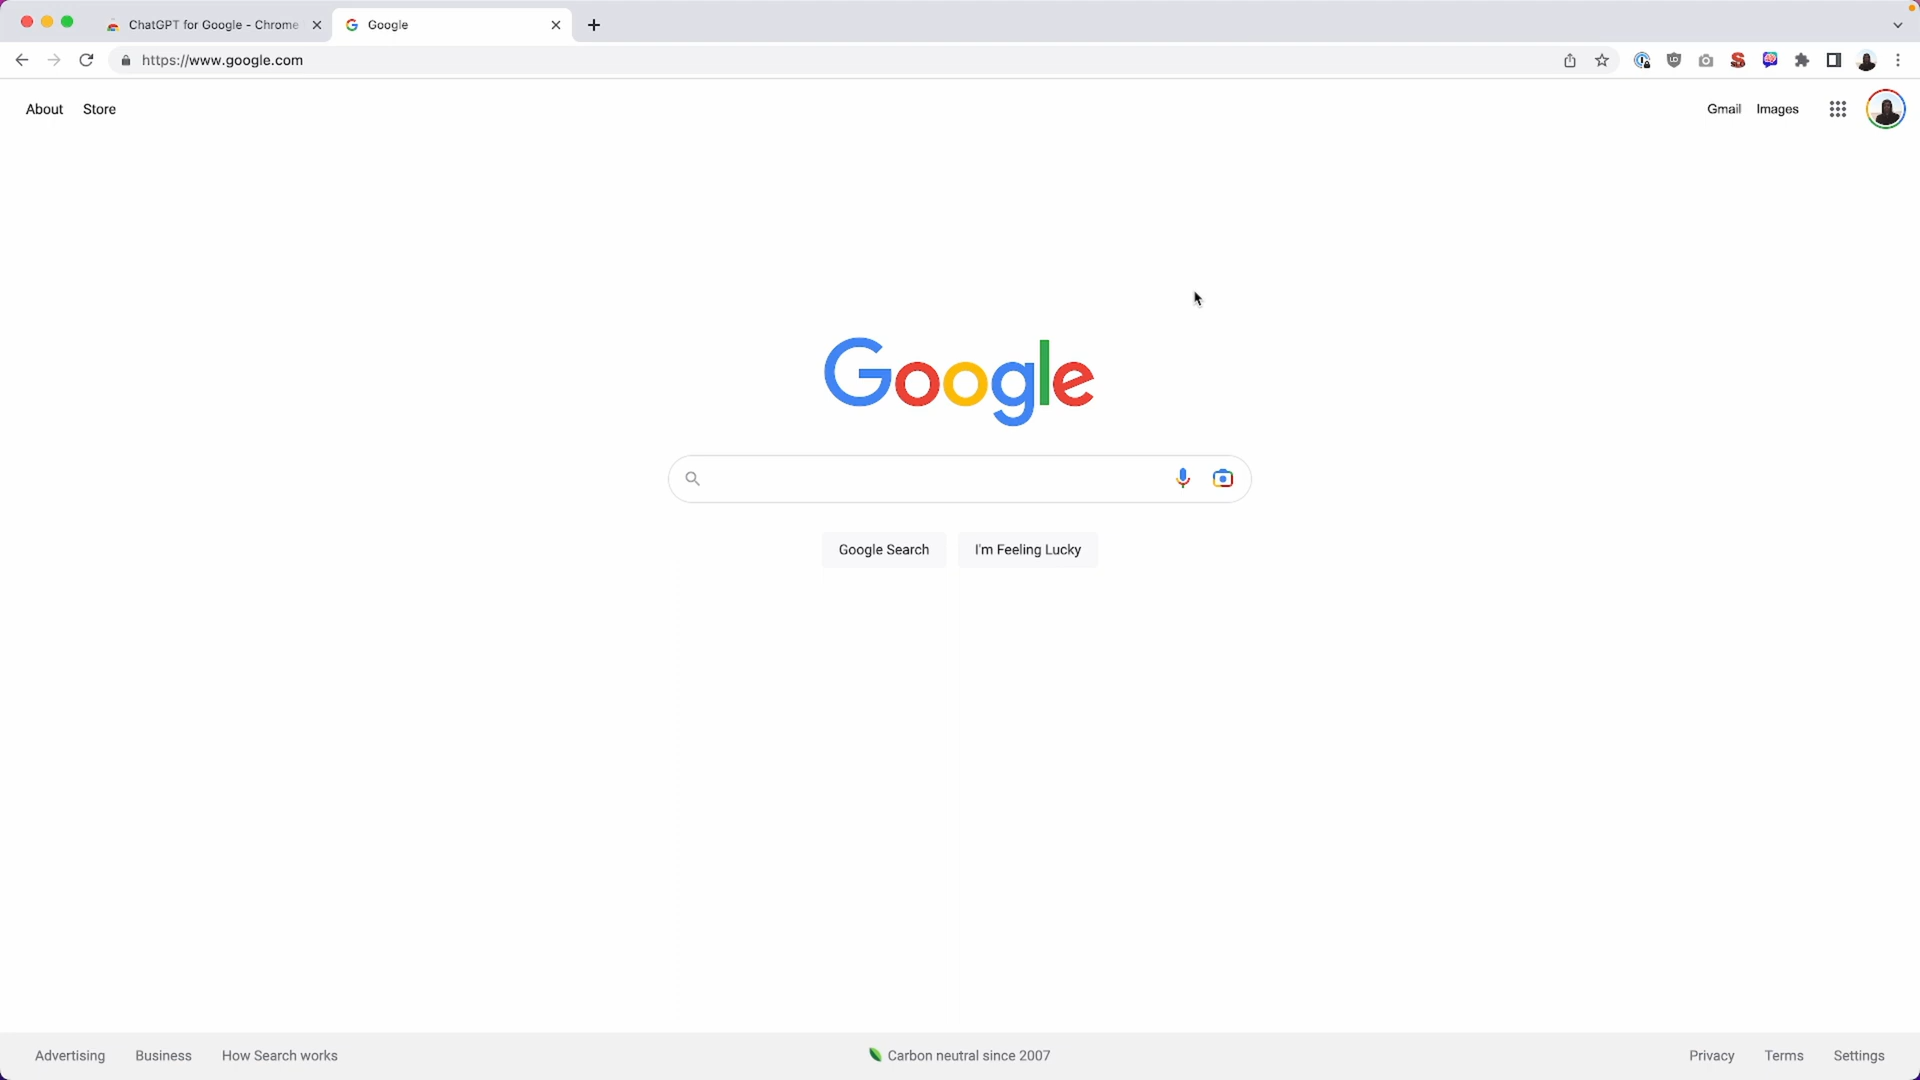 ChatGPT for Google - Chrome
Google
https://www.google.com
About Store
Gmail Images
Google
Google Search I'm Feeling Lucky
Advertising Business How Search works
Carbon neutral since 2007
Privacy Terms Settings